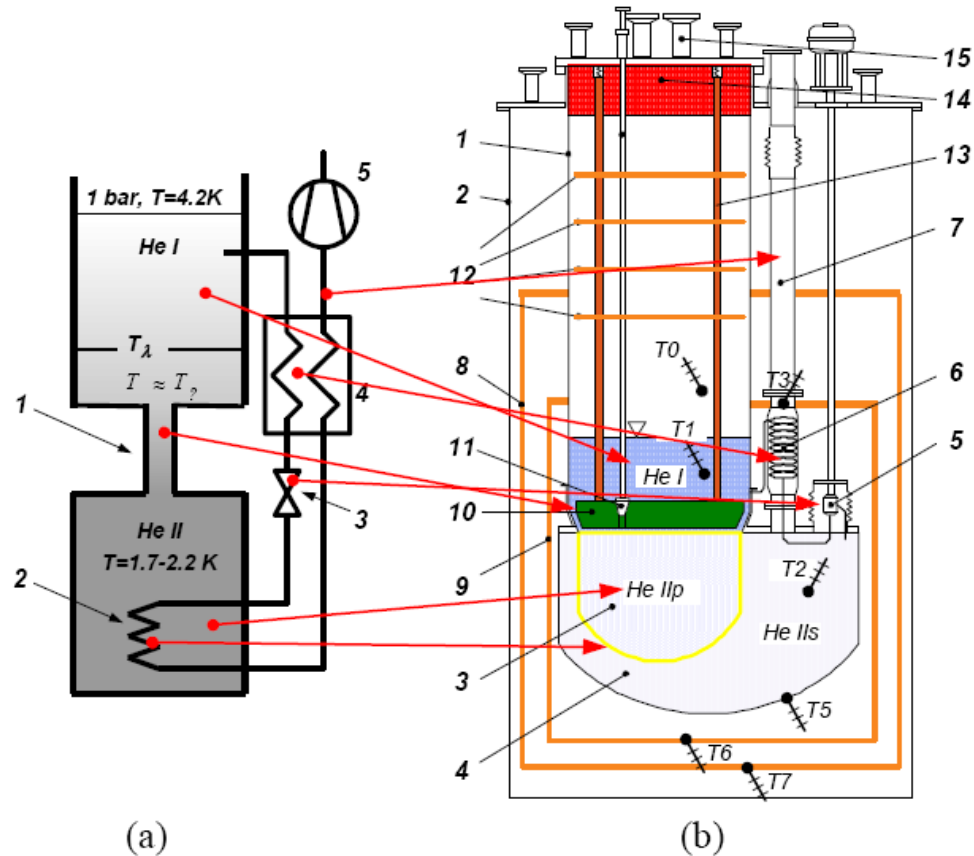 1 bar, T=4.2K
He I
Tλ
T ≈ T?
He II
T=1.7-2.2 K
1
2
3
4
5
(a)
15
14
1
2
13
7
12
8
T0
T3
6
T1
11
He I
5
10
9
T2
He IIp
He IIs
3
4
T5
T6
T7
(b)